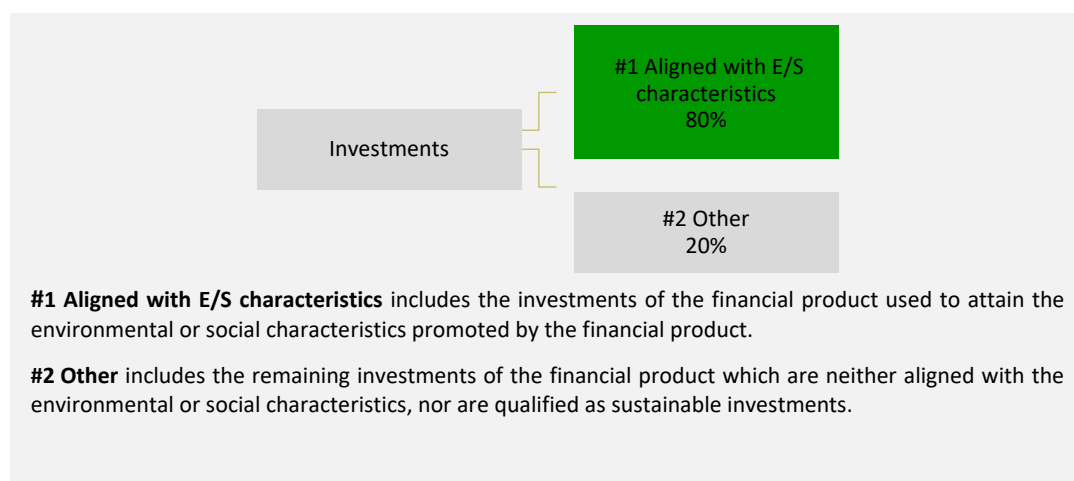 #1 Aligned with E/S
characteristics
80%
Investments
#2 Other
20%
#1 Aligned with E/S characteristics includes the investments of the financial product used to attain the
environmental or social characteristics promoted by the financial product.
#2 Other includes the remaining investments of the financial product which are neither aligned with the
environmental or social characteristics, nor are qualified as sustainable investments.